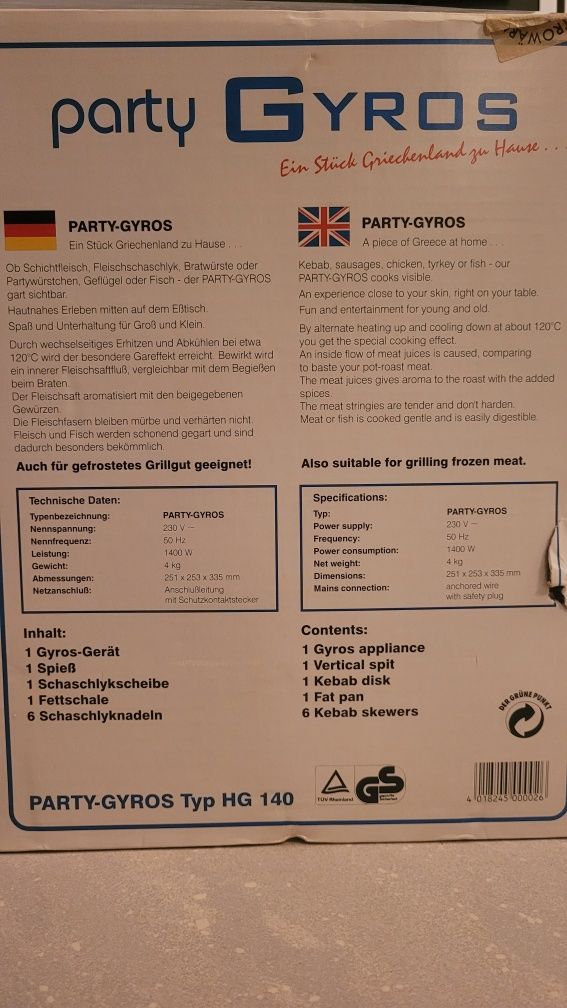 party GYROS
Ein Stück Griechenland zu Hause . . .
PARTY-GYROS
Ein Stück Griechenland zu Hause . . .
Ob Schichtfleisch, Fleischschaschlyk, Bratwürste oder
Partywürstchen, Geflügel oder Fisch - der PARTY-GYROS
gart sichtbar.
Hautnahes Erleben mitten auf dem Eßtisch.
Spaß und Unterhaltung für Groß und Klein.
Durch wechselseitiges Erhitzen und Abkühlen bei etwa
120°C wird der besondere Gareffekt erreicht. Bewirkt wird
ein innerer Fleischsaftfluß, vergleichbar mit dem Begießen
beim Braten.
Der Fleischsaft aromatisiert mit den beigegebenen
Gewürzen.
Die Fleischfasern bleiben mürbe und verhärten nicht.
Fleisch und Fisch werden schonend gegart und sind
dadurch besonders bekömmlich.
Auch für gefrostetes Grillgut geeignet!
Technische Daten:
Typenbezeichnung: PARTY-GYROS
Nennspannung: 230 V ~
Nennfrequenz: 50 Hz
Leistung: 1400 W
Gewicht: 4 kg
Abmessungen: 251 x 253 x 335 mm
Netzanschluß: Anschlußleitung
mit Schutzkontaktstecker
Inhalt:
1 Gyros-Gerät
1 Spieß
1 Schaschlykscheibe
1 Fettschale
6 Schaschlyknadeln
PARTY-GYROS
A piece of Greece at home . . .
Kebab, sausages, chicken, tyrkey or fish - our
PARTY-GYROS cooks visible.
An experience close to your skin, right on your table.
Fun and entertainment for young and old.
By alternate heating up and cooling down at about 120°C
you get the special cooking effect.
An inside flow of meat juices is caused, comparing
to baste your pot-roast meat.
The meat juices gives aroma to the roast with the added
spices.
The meat stringies are tender and don't harden.
Meat or fish is cooked gentle and is easily digestible.
Also suitable for grilling frozen meat.
Specifications:
Typ: PARTY-GYROS
Power supply: 230 V ~
Frequency: 50 Hz
Power consumption: 1400 W
Net weight: 4 kg
Dimensions: 251 x 253 x 335 mm
Mains connection: anchored wire
with safety plug
Contents:
1 Gyros appliance
1 Vertical spit
1 Kebab disk
1 Fat pan
6 Kebab skewers
DER GRÜNE PUNKT
PARTY-GYROS Typ HG 140
TÜV Rheinland
GS
geprüfte
Sicherheit
4 018245 000026